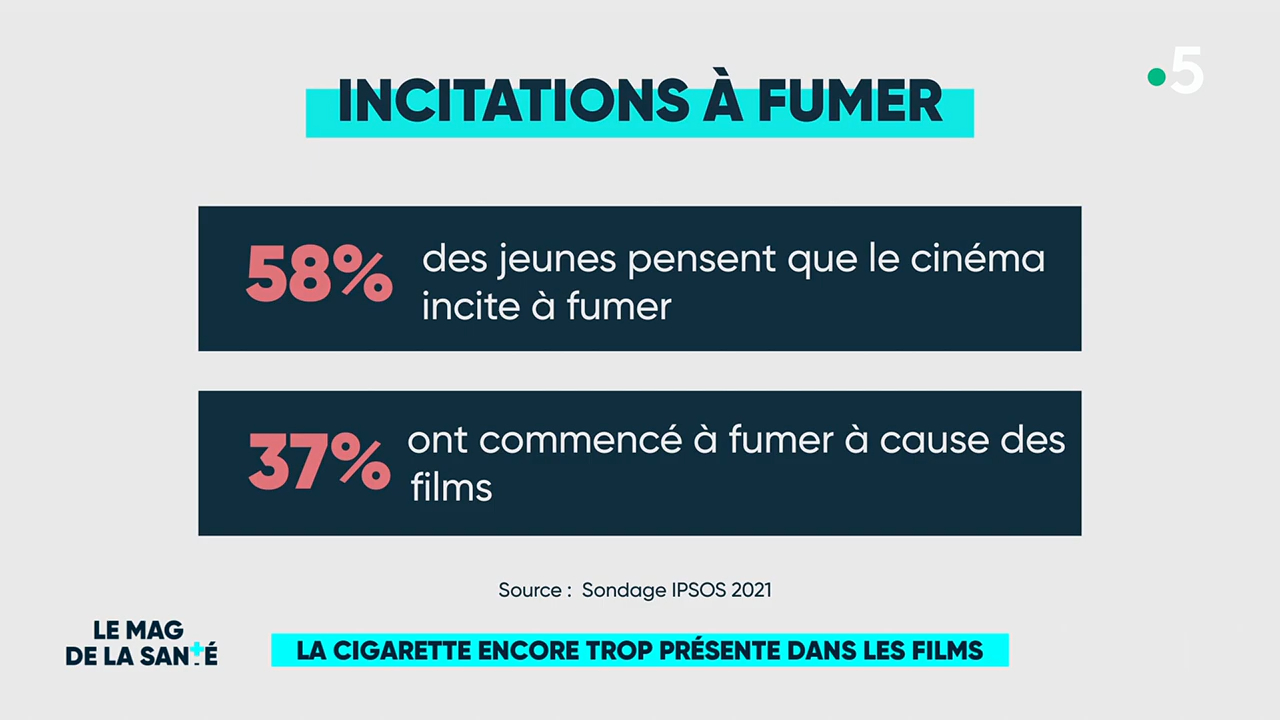 INCITATIONS À FUMER
5
58%
des jeunes pensent que le cinéma
incite à fumer
37%
ont commencé à fumer à cause des
films
Source : Sondage IPSOS 2021
LE MAG
DE LA SANTÉ
LA CIGARETTE ENCORE TROP PRÉSENTE DANS LES FILMS